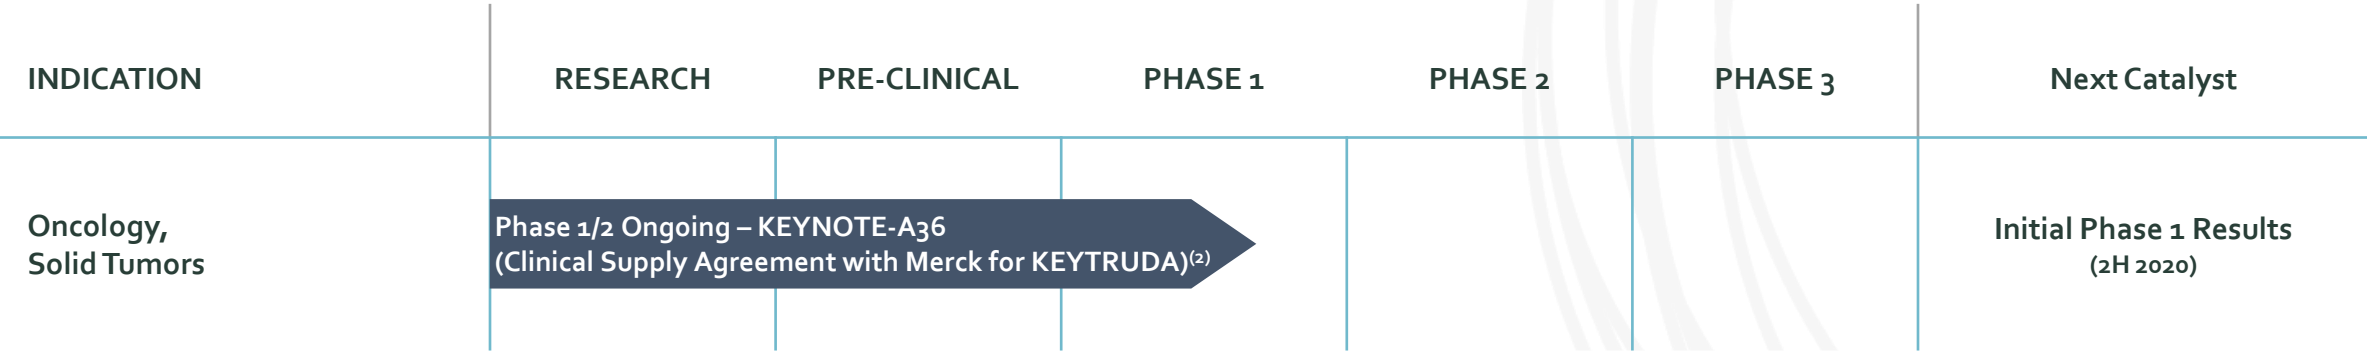 INDICATION RESEARCH PRE-CLINICAL PHASE 1 PHASE 2 PHASE 3 Next Catalyst
Oncology,
Solid Tumors
Phase 1/2 Ongoing – KEYNOTE-A36
(Clinical Supply Agreement with Merck for KEYTRUDA)(2)
Initial Phase 1 Results
(2H 2020)